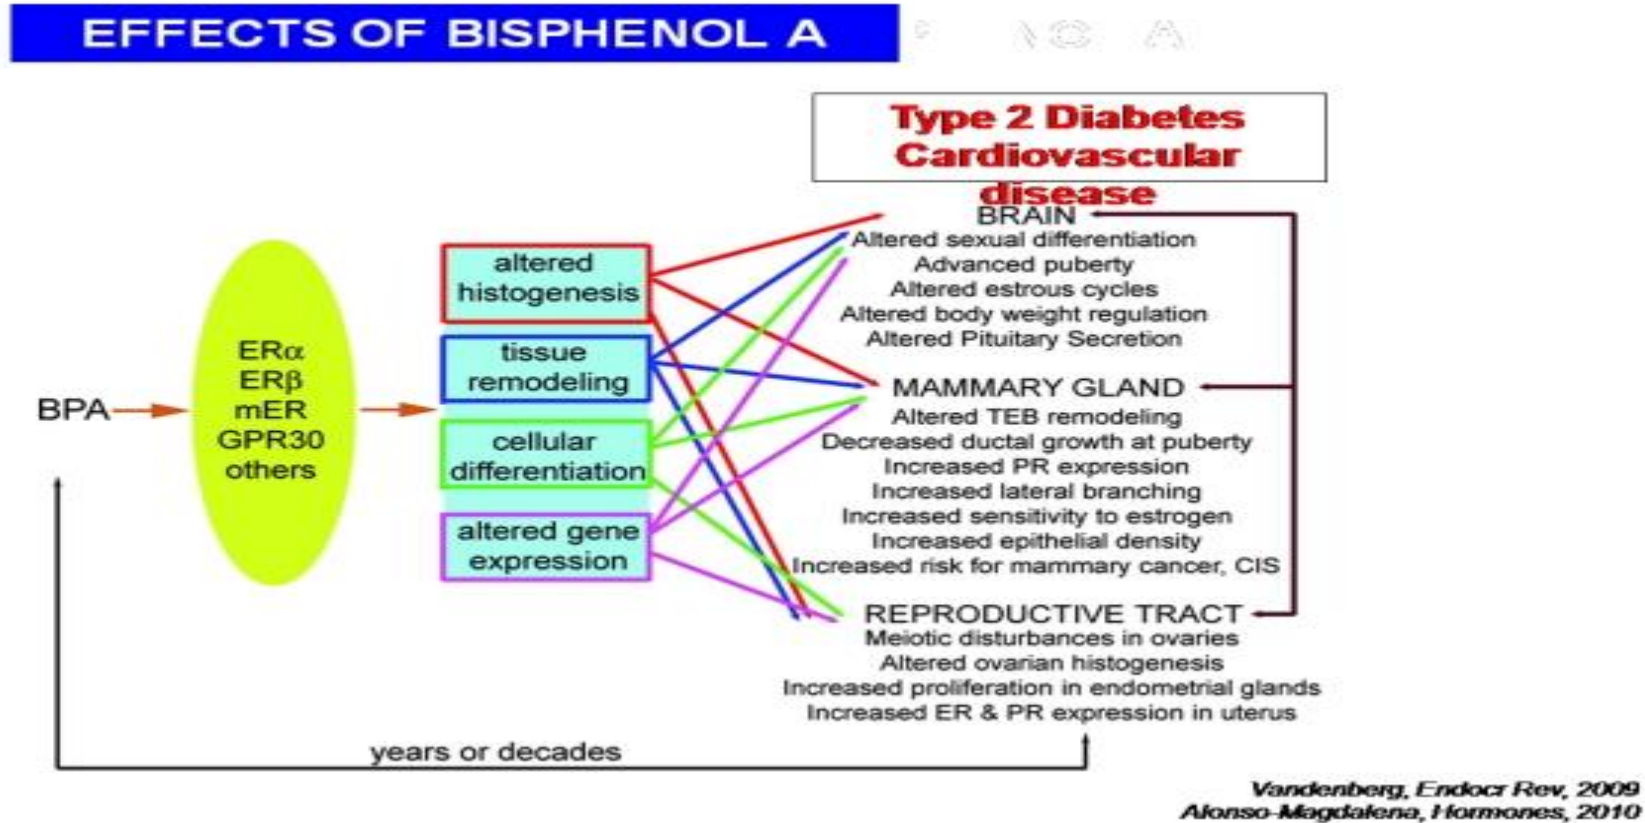 EFFECTS OF BISPHENOL A
Type 2 Diabetes
Cardiovascular
disease
BPA
ERα
ERβ
mER
GPR30
others
altered
histogenesis
tissue
remodeling
cellular
differentiation
altered gene
expression
BRAIN
Altered sexual differentiation
Advanced puberty
Altered estrous cycles
Altered body weight regulation
Altered Pituitary Secretion
MAMMARY GLAND
Altered TEB remodeling
Decreased ductal growth at puberty
Increased PR expression
Increased lateral branching
Increased sensitivity to estrogen
Increased epithelial density
Increased risk for mammary cancer, CIS
REPRODUCTIVE TRACT
Meiotic disturbances in ovaries
Altered ovarian histogenesis
Increased proliferation in endometrial glands
Increased ER & PR expression in uterus
years or decades
Vandenberg, Endocr Rev, 2009
Alonso-Magdalena, Hormones, 2010